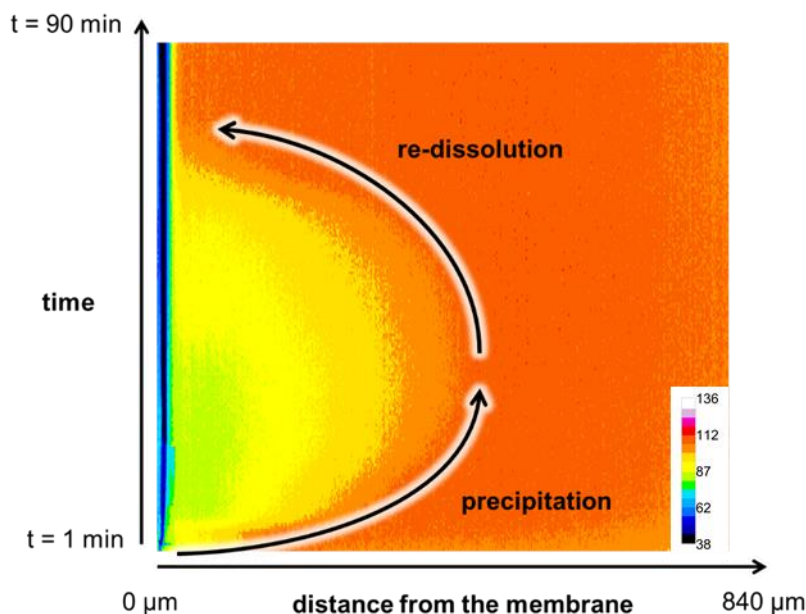 t = 90 min
re-dissolution
time
136
112
87
62
38
precipitation
t = 1 min
0 µm
distance from the membrane
840 µm